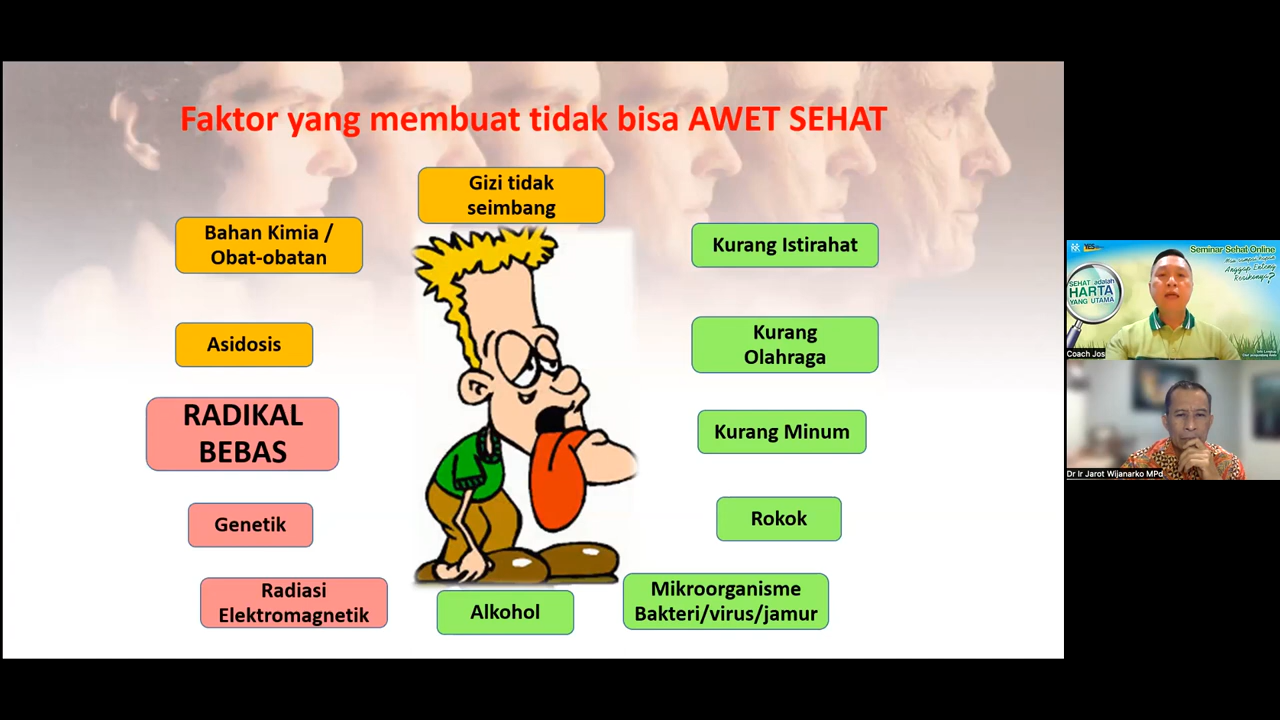 Faktor yang membuat tidak bisa AWET SEHAT
Gizi tidak
seimbang
Bahan Kimia /
Obat-obatan
Kurang Istirahat
Asidosis
Kurang
Olahraga
RADIKAL
BEBAS
Kurang Minum
Genetik
Rokok
Radiasi
Elektromagnetik
Alkohol
Mikroorganisme
Bakteri/virus/jamur
YES
Seminar Sehat Online
SEHAT adalah
HARTA
YANG UTAMA
Coach Jos
Dr Ir Jarot Wijanarko MPd